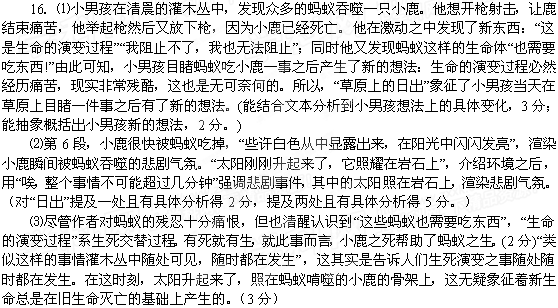 16. ⑴小男孩在清晨的灌木丛中，发现众多的蚂蚁吞噬一只小鹿。他想开枪射击，让鹿
结束痛苦，他举起枪然后又放下枪，因为小鹿已经死亡。他在激动之中发现了新东西：“这
是生命的演变过程”“我阻止不了，我也无法阻止”；同时他又发现蚂蚁这样的生命体“也需要
吃东西!”由此可知，小男孩目睹蚂蚁吃小鹿一事之后产生了新的想法：生命的演变过程必然
经历痛苦，现实非常残酷，这也是无可奈何的。所以，“草原上的日出”象征了小男孩当天在
草原上目睹一件事之后有了新的想法。(能结合文本分析到小男孩想法上的具体变化，3 分；
能抽象概括出小男孩新的想法，2 分。)
⑵第 6 段，小鹿很快被蚂蚁吃掉，“些许白色从中显露出来，在阳光中闪闪发亮”，渲染
小鹿瞬间被蚂蚁吞噬的悲剧气氛。“太阳刚刚升起来了，它照耀在岩石上”，介绍环境之后，
用“唉，整个事情不可能超过几分钟”强调悲剧事件，其中的太阳照在岩石上，渲染悲剧气氛。
（对“日出”提及一处且有具体分析得 2 分，提及两处且有具体分析得 5 分。）
⑶尽管作者对蚂蚁的残忍十分痛恨，但也清醒认识到“这些蚂蚁也需要吃东西”，“生命
的演变过程”系生死交替过程，有死就有生，就此事而言，小鹿之死帮助了蚂蚁之生。(2 分)“类
似这样的事情灌木丛中随处可见，随时都在发生”，这其实是告诉人们生死演变之事随处随
时都在发生。在这时刻，太阳升起来了，照在蚂蚁啃噬的小鹿的骨架上，这无疑象征着新生
命总是在旧生命灭亡的基础上产生的。（3 分）